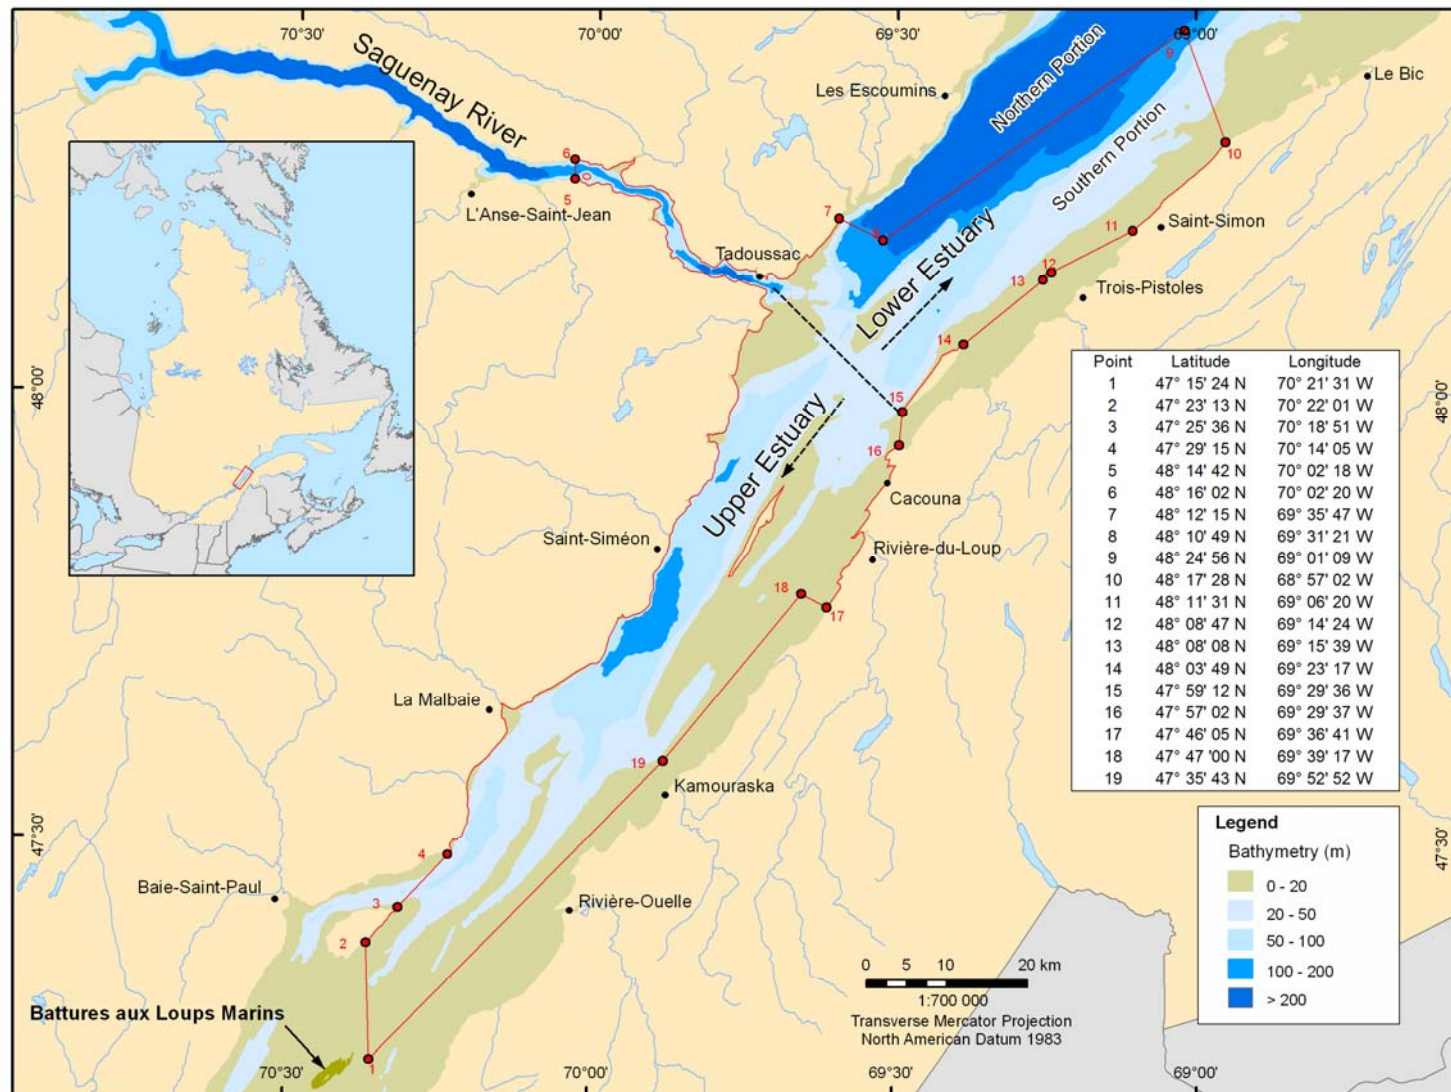 70°30' 70°00' 69°30' 69°00'
Saguenay River
Les Escoumins
Northern Portion
Le Bic
Southern Portion
9
10
6
5
L'Anse-Saint-Jean
7
8
11
Saint-Simon
Tadoussac
Lower Estuary
12
13
Trois-Pistoles
14
48°00'
48°00'
15
16
Upper Estuary
Cacouna
Saint-Siméon
Rivière-du-Loup
18
17
La Malbaie
19
Kamouraska
4
Baie-Saint-Paul
3
Rivière-Ouelle
2
47°30'
47°30'
Battures aux Loups Marins
1
Point Latitude Longitude
1 47° 15' 24 N 70° 21' 31 W
2 47° 23' 13 N 70° 22' 01 W
3 47° 25' 36 N 70° 18' 51 W
4 47° 29' 15 N 70° 14' 05 W
5 48° 14' 42 N 70° 02' 18 W
6 48° 16' 02 N 70° 02' 20 W
7 48° 12' 15 N 69° 35' 47 W
8 48° 10' 49 N 69° 31' 21 W
9 48° 24' 56 N 69° 01' 09 W
10 48° 17' 28 N 68° 57' 02 W
11 48° 11' 31 N 69° 06' 20 W
12 48° 08' 47 N 69° 14' 24 W
13 48° 08' 08 N 69° 15' 39 W
14 48° 03' 49 N 69° 23' 17 W
15 47° 59' 12 N 69° 29' 36 W
16 47° 57' 02 N 69° 29' 37 W
17 47° 46' 05 N 69° 36' 41 W
18 47° 47 '00 N 69° 39' 17 W
19 47° 35' 43 N 69° 52' 52 W
Legend
Bathymetry (m)
0 - 20
20 - 50
50 - 100
100 - 200
> 200
0 5 10 20 km
1:700 000
Transverse Mercator Projection
North American Datum 1983
70°30' 70°00' 69°30' 69°00'